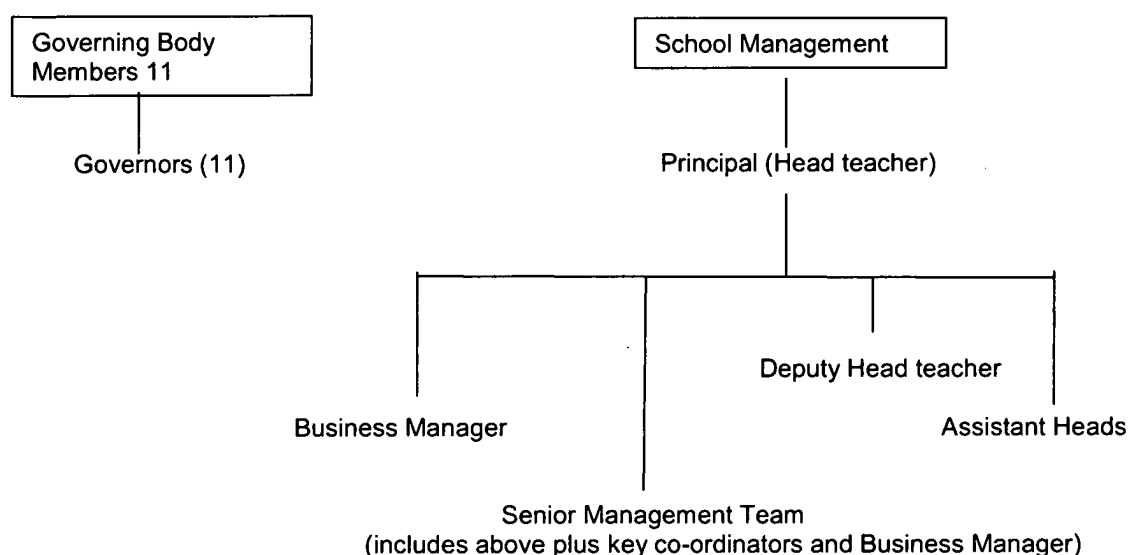 Governing Body
Members 11
Governors (11)
School Management
Principal (Head teacher)
Deputy Head teacher
Business Manager
Assistant Heads
Senior Management Team
(includes above plus key co-ordinators and Business Manager)